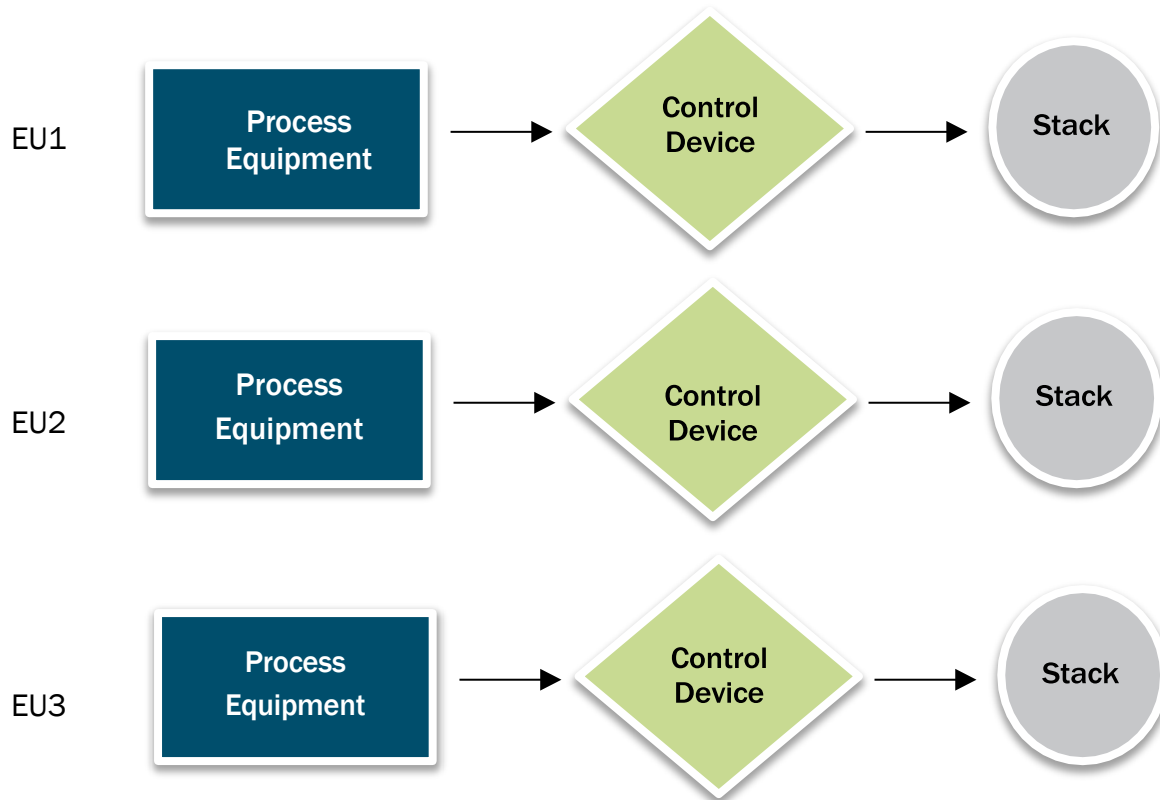 EU1
Process
Equipment
Control
Device
Stack
EU2
Process
Equipment
Control
Device
Stack
EU3
Process
Equipment
Control
Device
Stack